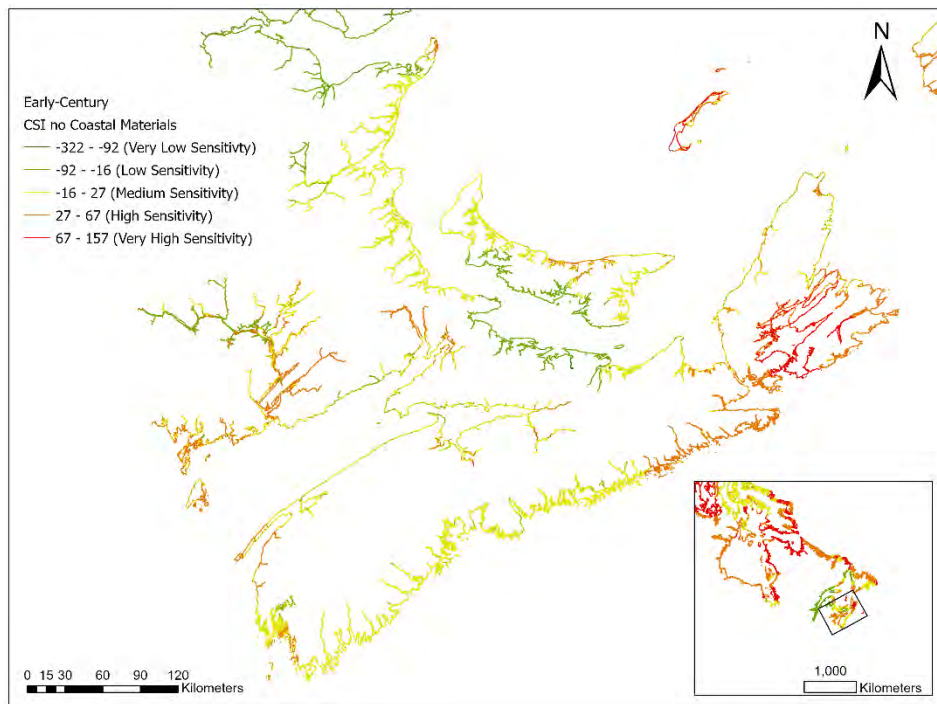 N
Early-Century
CSI no Coastal Materials
-322 - -92 (Very Low Sensitivty)
-92 - -16 (Low Sensitivity)
-16 - 27 (Medium Sensitivity)
27 - 67 (High Sensitivity)
67 - 157 (Very High Sensitivity)
0 15 30 60 90 120
Kilometers
1,000
Kilometers